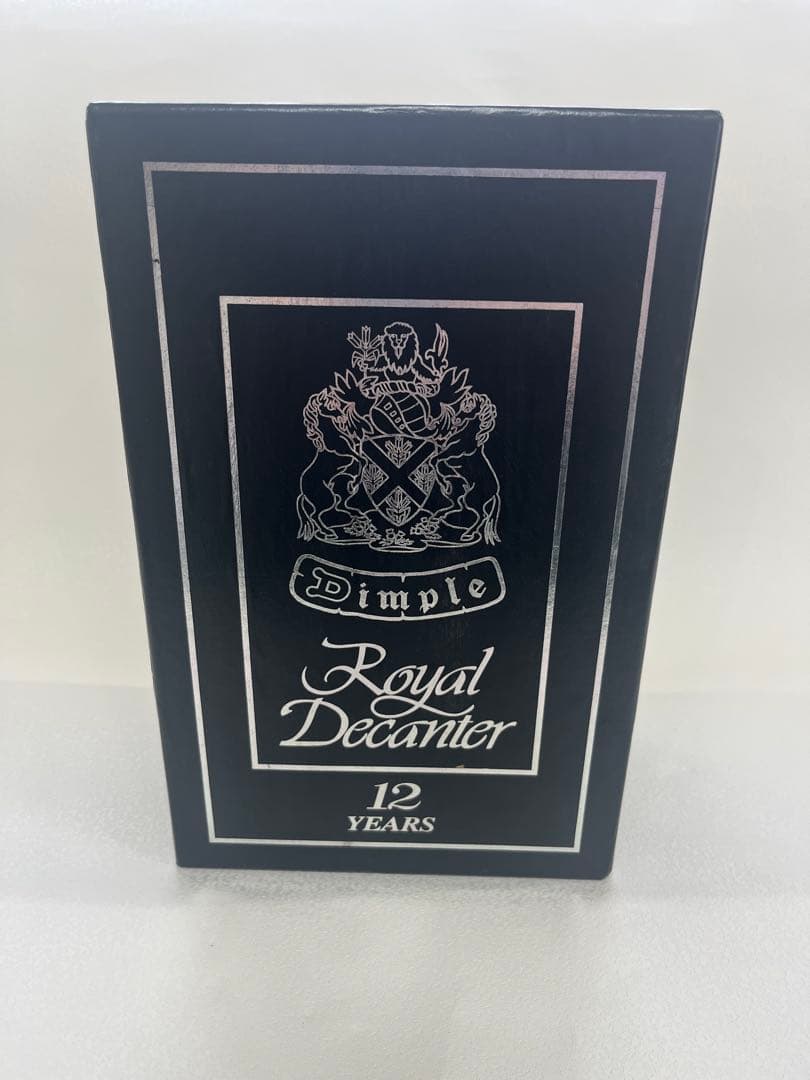 Dimple
Royal
Decanter
12
YEARS